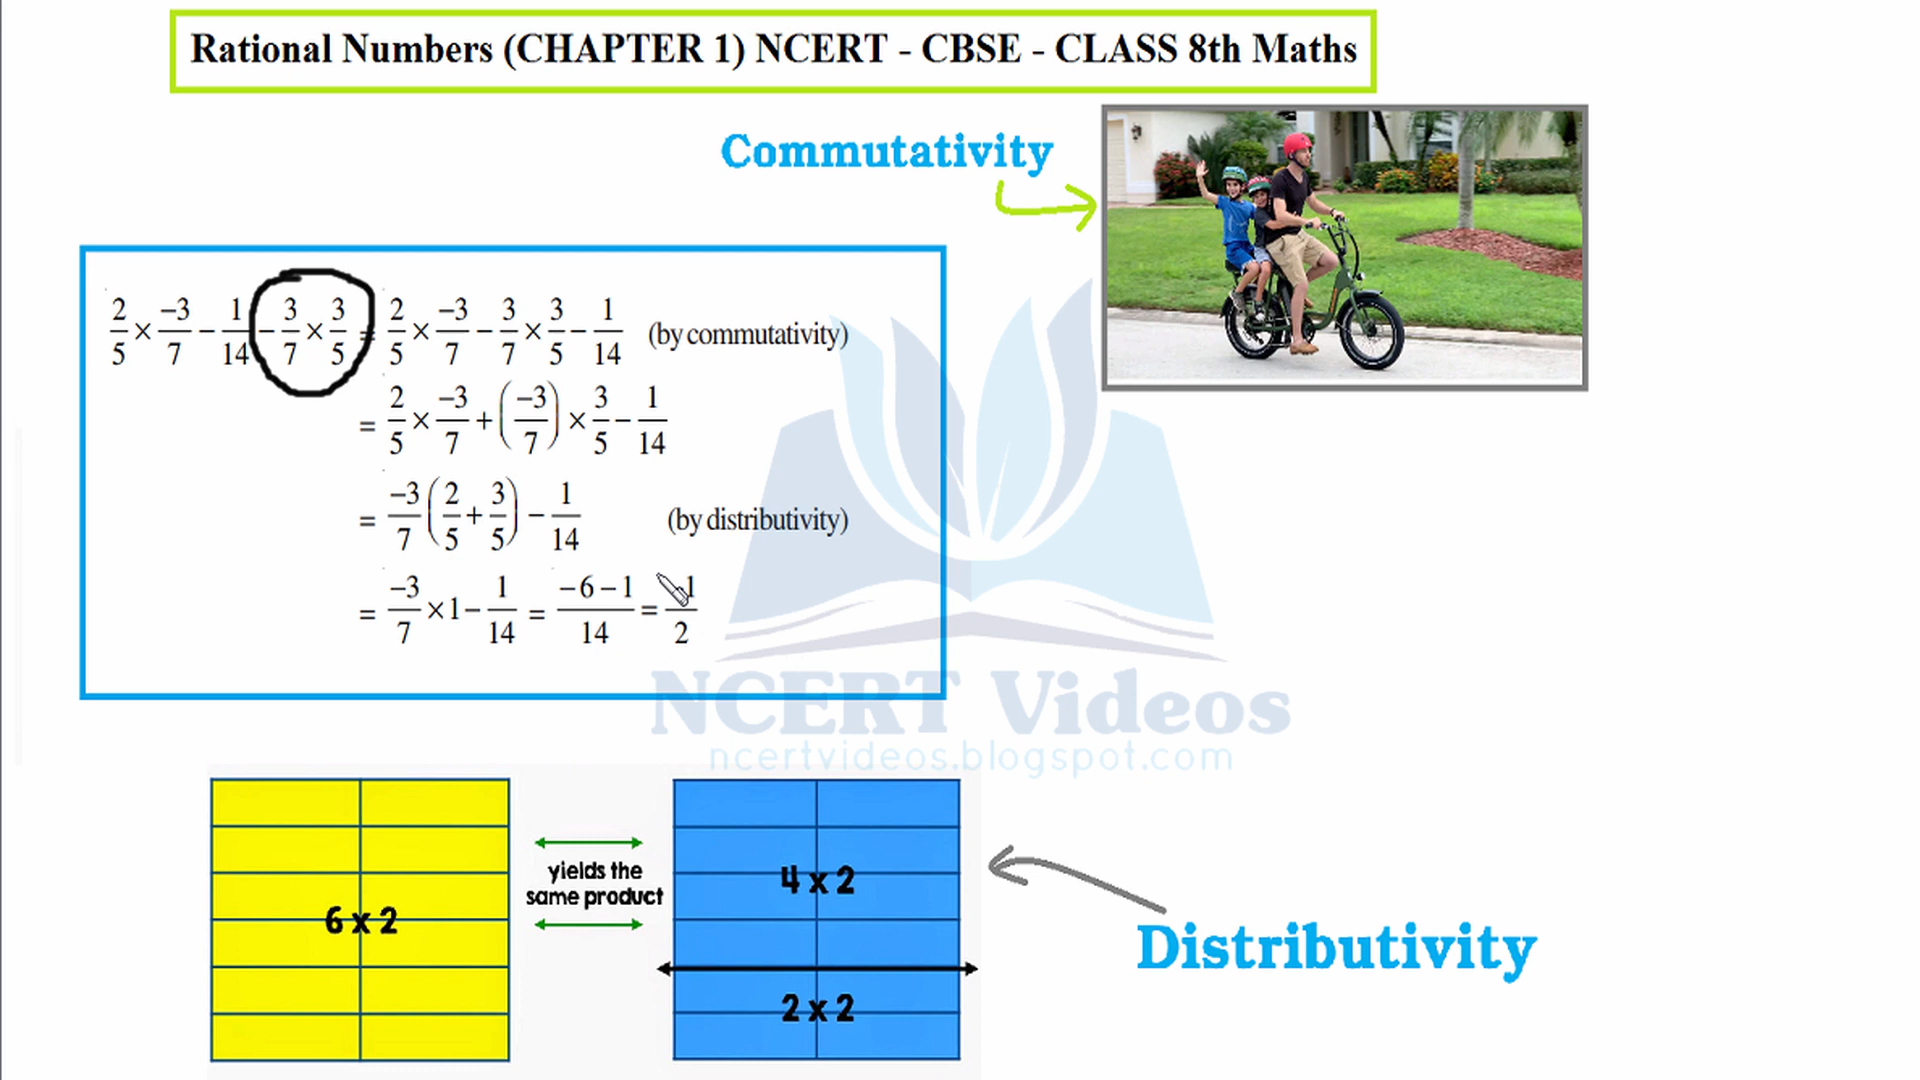 Rational Numbers (CHAPTER 1) NCERT - CBSE - CLASS 8th Maths
Commutativity
2/5 × −3/7 − 1/14 − 3/7 × 3/5 = 2/5 × −3/7 − 3/7 × 3/5 − 1/14 (by commutativity)
= 2/5 × −3/7 + (−3/7) × 3/5 − 1/14
= −3/7 (2/5 + 3/5) − 1/14 (by distributivity)
= −3/7 × 1 − 1/14 = −6 − 1/14 = 1/2
NCERT Videos
ncertvideos.blogspot.com
6 x 2
yields the
same product
4 x 2
2 x 2
Distributivity